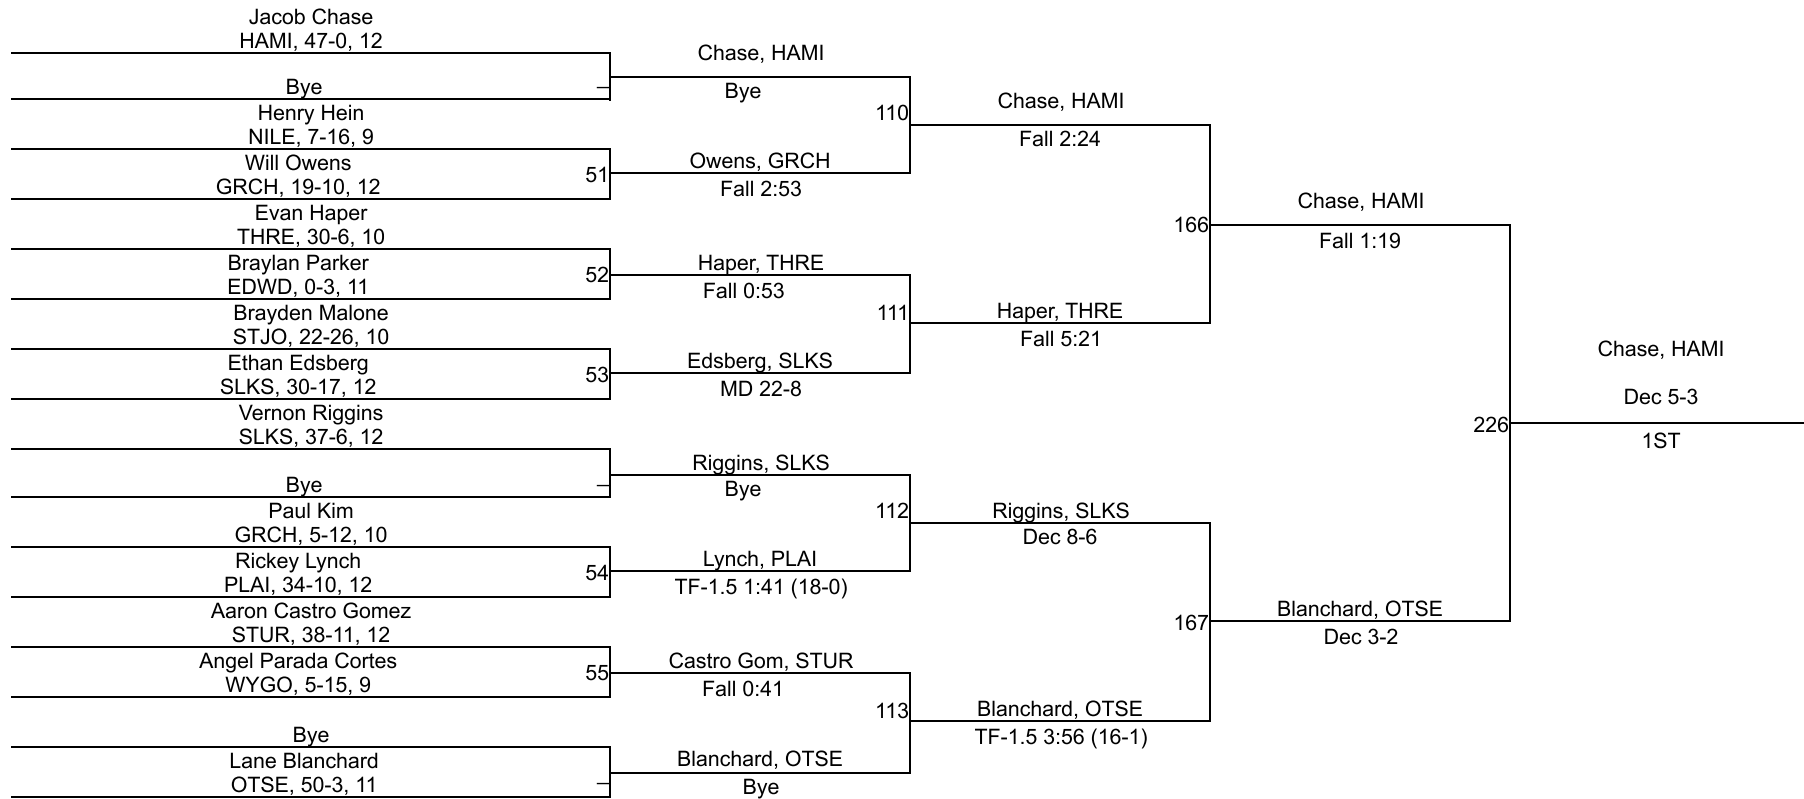 Jacob Chase
HAMI, 47-0, 12
Bye
Henry Hein
NILE, 7-16, 9
Will Owens
GRCH, 19-10, 12
Evan Haper
THRE, 30-6, 10
Braylan Parker
EDWD, 0-3, 11
Brayden Malone
STJO, 22-26, 10
Ethan Edsberg
SLKS, 30-17, 12
Vernon Riggins
SLKS, 37-6, 12
Bye
Paul Kim
GRCH, 5-12, 10
Rickey Lynch
PLAI, 34-10, 12
Aaron Castro Gomez
STUR, 38-11, 12
Angel Parada Cortes
WYGO, 5-15, 9
Bye
Lane Blanchard
OTSE, 50-3, 11
51
52
53
54
55
Chase, HAMI
Bye
Owens, GRCH
Fall 2:53
Haper, THRE
Fall 0:53
Edsberg, SLKS
MD 22-8
Riggins, SLKS
Bye
Lynch, PLAI
TF-1.5 1:41 (18-0)
Castro Gom, STUR
Fall 0:41
Blanchard, OTSE
Bye
110
111
112
113
Chase, HAMI
Fall 2:24
Haper, THRE
Fall 5:21
Riggins, SLKS
Dec 8-6
Blanchard, OTSE
TF-1.5 3:56 (16-1)
166
167
Chase, HAMI
Fall 1:19
Blanchard, OTSE
Dec 3-2
226
Chase, HAMI
Dec 5-3
1ST